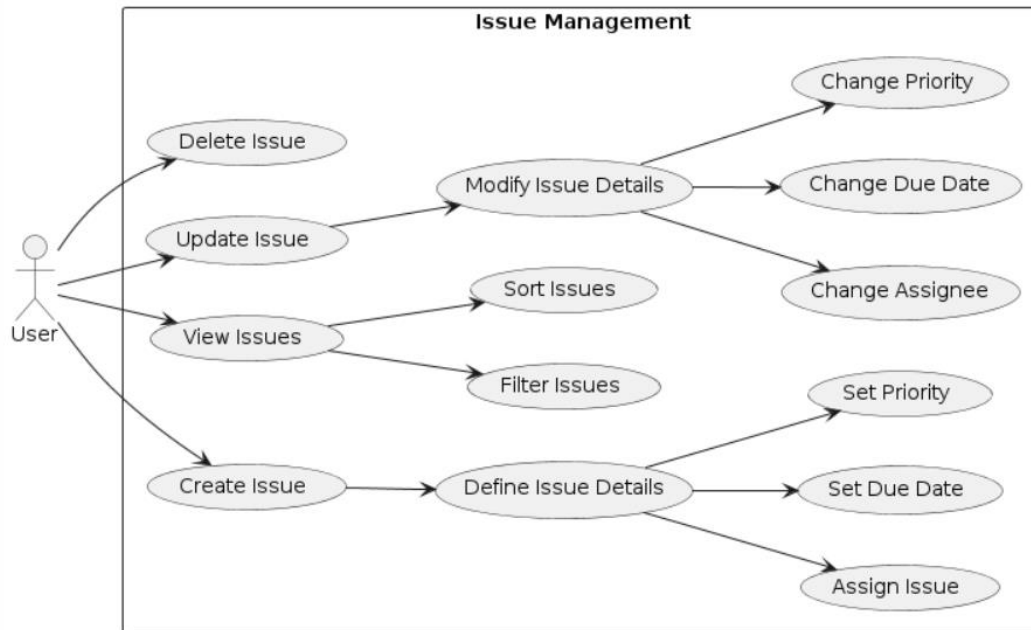 Issue Management
Change Priority
Delete Issue
Modify Issue Details
Change Due Date
Update Issue
Sort Issues
Change Assignee
User
View Issues
Filter Issues
Set Priority
Create Issue
Define Issue Details
Set Due Date
Assign Issue